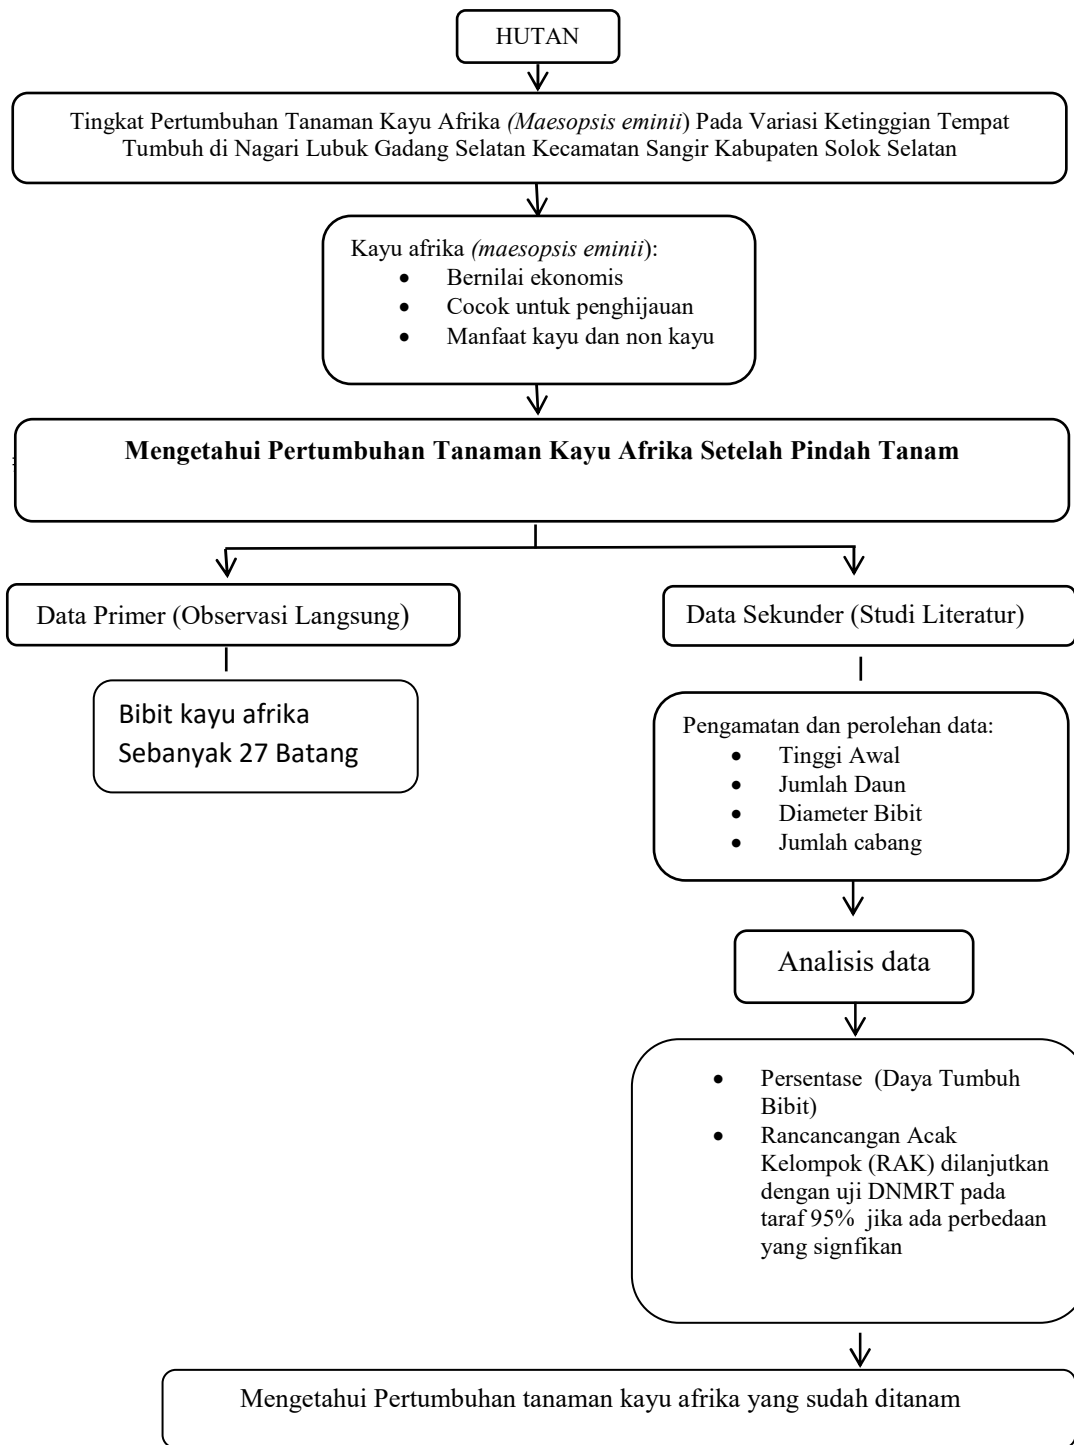 HUTAN
Tingkat Pertumbuhan Tanaman Kayu Afrika (Maesopsis eminii) Pada Variasi Ketinggian Tempat
Tumbuh di Nagari Lubuk Gadang Selatan Kecamatan Sangir Kabupaten Solok Selatan
Kayu afrika (maesopsis eminii):
• Bernilai ekonomis
• Cocok untuk penghijauan
• Manfaat kayu dan non kayu
Mengetahui Pertumbuhan Tanaman Kayu Afrika Setelah Pindah Tanam
Data Primer (Observasi Langsung)
Bibit kayu afrika
Sebanyak 27 Batang
Data Sekunder (Studi Literatur)
Pengamatan dan perolehan data:
• Tinggi Awal
• Jumlah Daun
• Diameter Bibit
• Jumlah cabang
Analisis data
• Persentase (Daya Tumbuh
Bibit)
• Rancancangan Acak
Kelompok (RAK) dilanjutkan
dengan uji DNMRT pada
taraf 95% jika ada perbedaan
yang signfikan
Mengetahui Pertumbuhan tanaman kayu afrika yang sudah ditanam